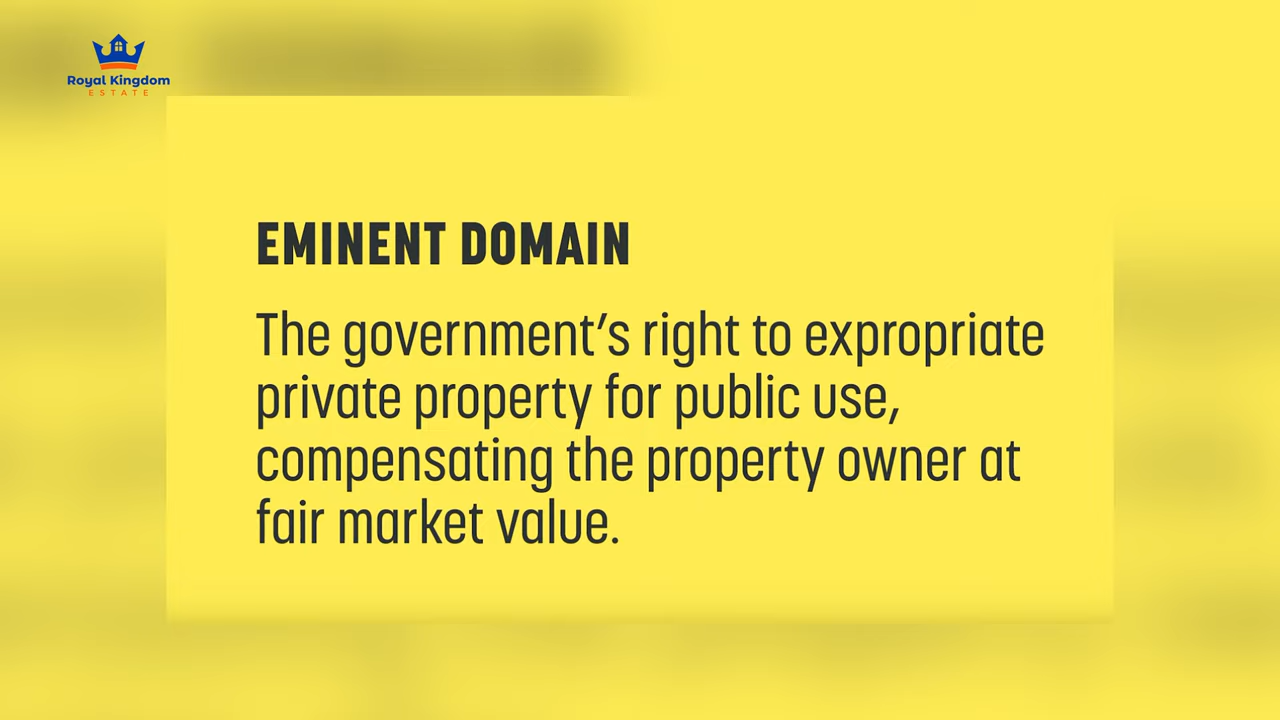 Royal Kingdom
ESTATE
EMINENT DOMAIN
The government’s right to expropriate
private property for public use,
compensating the property owner at
fair market value.